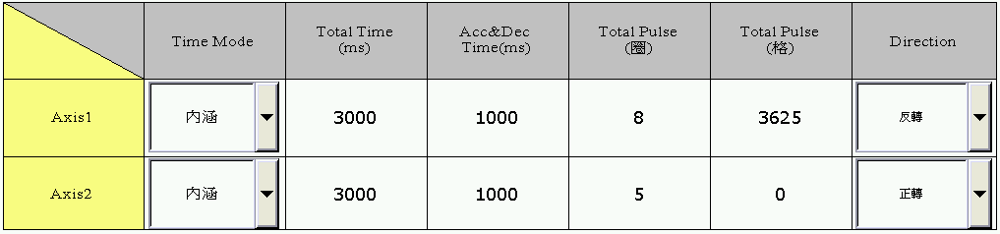 Time Mode
Total Time
(ms)
Acc&Dec
Time(ms)
Total Pulse
(圈)
Total Pulse
(格)
Direction
Axis1
內涵
3000
1000
8
3625
反轉
Axis2
內涵
3000
1000
5
0
正轉